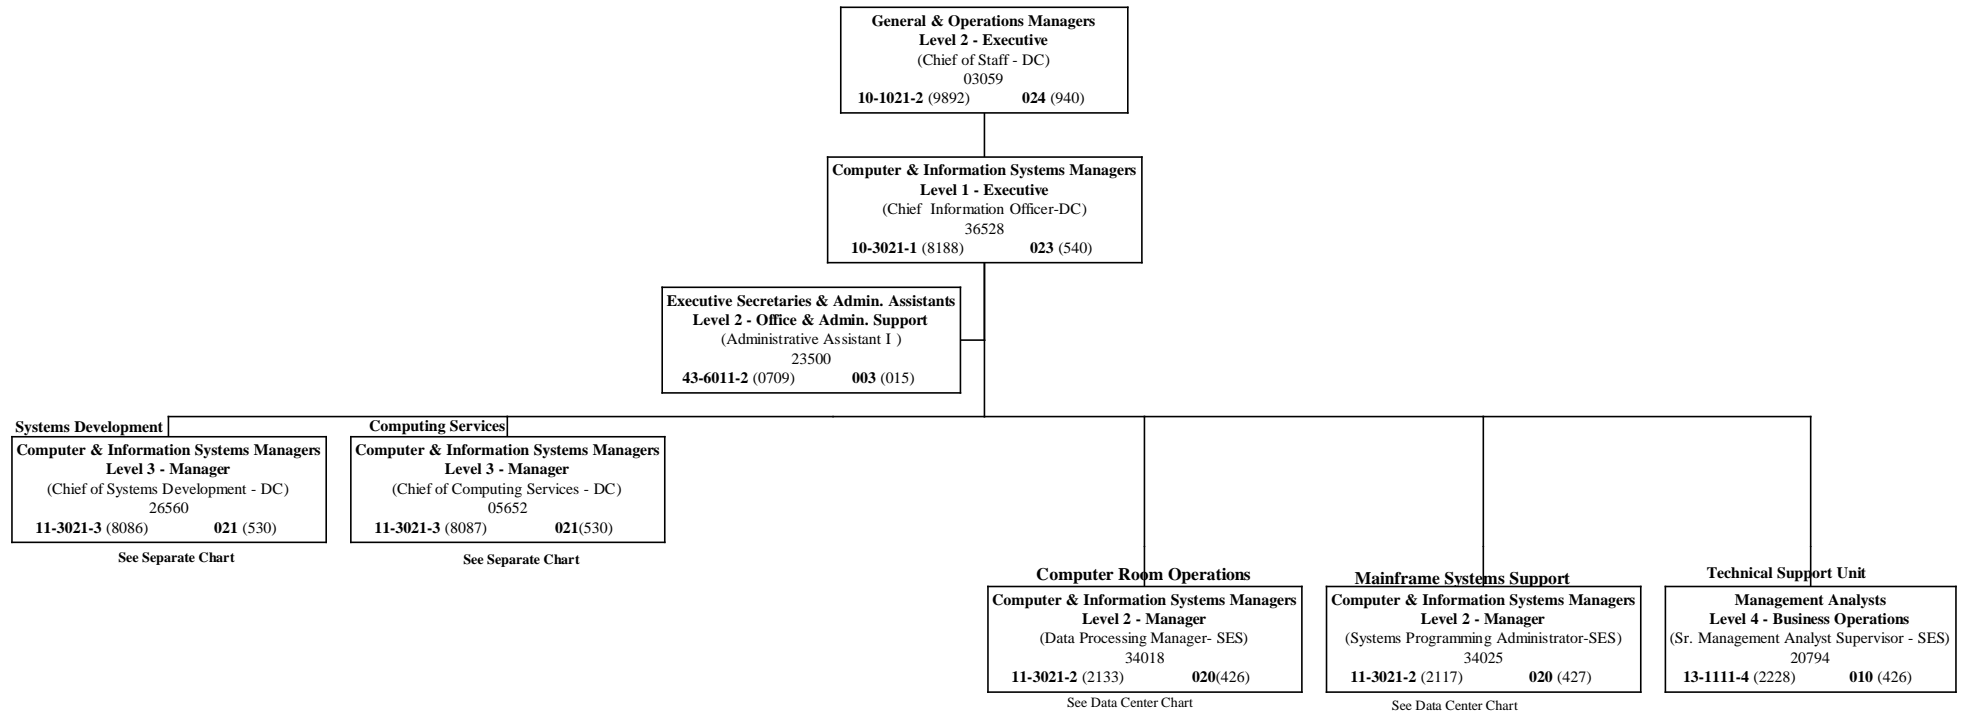 General & Operations Managers
Level 2 - Executive
(Chief of Staff - DC)
03059
10-1021-2 (9892) 024 (940)
Computer & Information Systems Managers
Level 1 - Executive
(Chief Information Officer-DC)
36528
10-3021-1 (8188) 023 (540)
Executive Secretaries & Admin. Assistants
Level 2 - Office & Admin. Support
(Administrative Assistant I )
23500
43-6011-2 (0709) 003 (015)
Systems Development
Computer & Information Systems Managers
Level 3 - Manager
(Chief of Systems Development - DC)
26560
11-3021-3 (8086) 021 (530)
See Separate Chart
Computing Services
Computer & Information Systems Managers
Level 3 - Manager
(Chief of Computing Services - DC)
05652
11-3021-3 (8087) 021(530)
See Separate Chart
Computer Room Operations
Computer & Information Systems Managers
Level 2 - Manager
(Data Processing Manager- SES)
34018
11-3021-2 (2133) 020(426)
See Data Center Chart
Mainframe Systems Support
Computer & Information Systems Managers
Level 2 - Manager
(Systems Programming Administrator-SES)
34025
11-3021-2 (2117) 020 (427)
See Data Center Chart
Technical Support Unit
Management Analysts
Level 4 - Business Operations
(Sr. Management Analyst Supervisor - SES)
20794
13-1111-4 (2228) 010 (426)